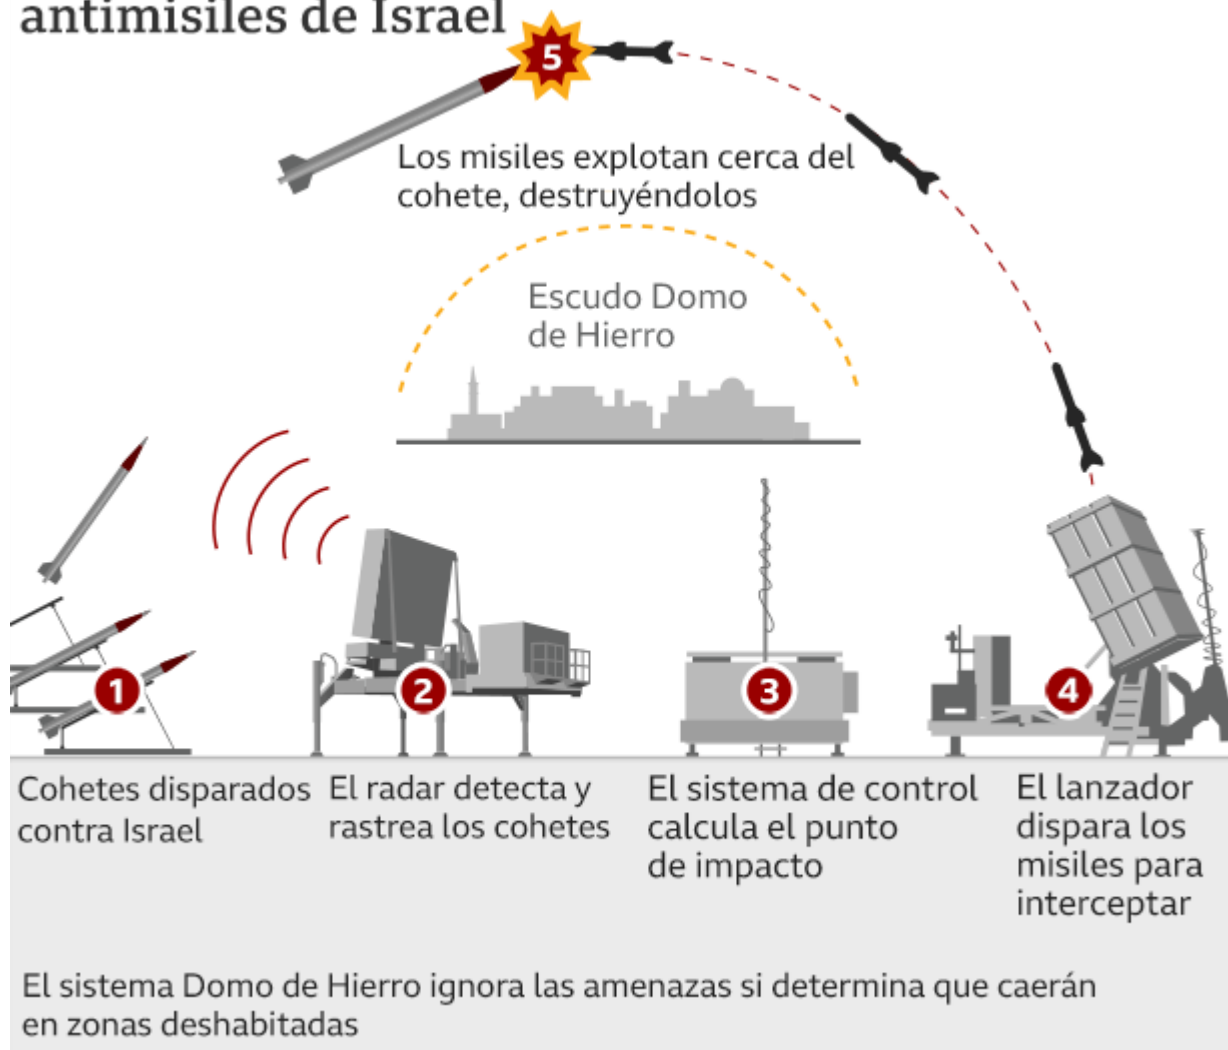 antimisiles de Israel
5
Los misiles explotan cerca del
cohete, destruyéndolos
Escudo Domo
de Hierro
1
2
3
4
Cohetes disparados
contra Israel
El radar detecta y
rastrea los cohetes
El sistema de control
calcula el punto
de impacto
El lanzador
dispara los
misiles para
interceptar
El sistema Domo de Hierro ignora las amenazas si determina que caerán
en zonas deshabitadas